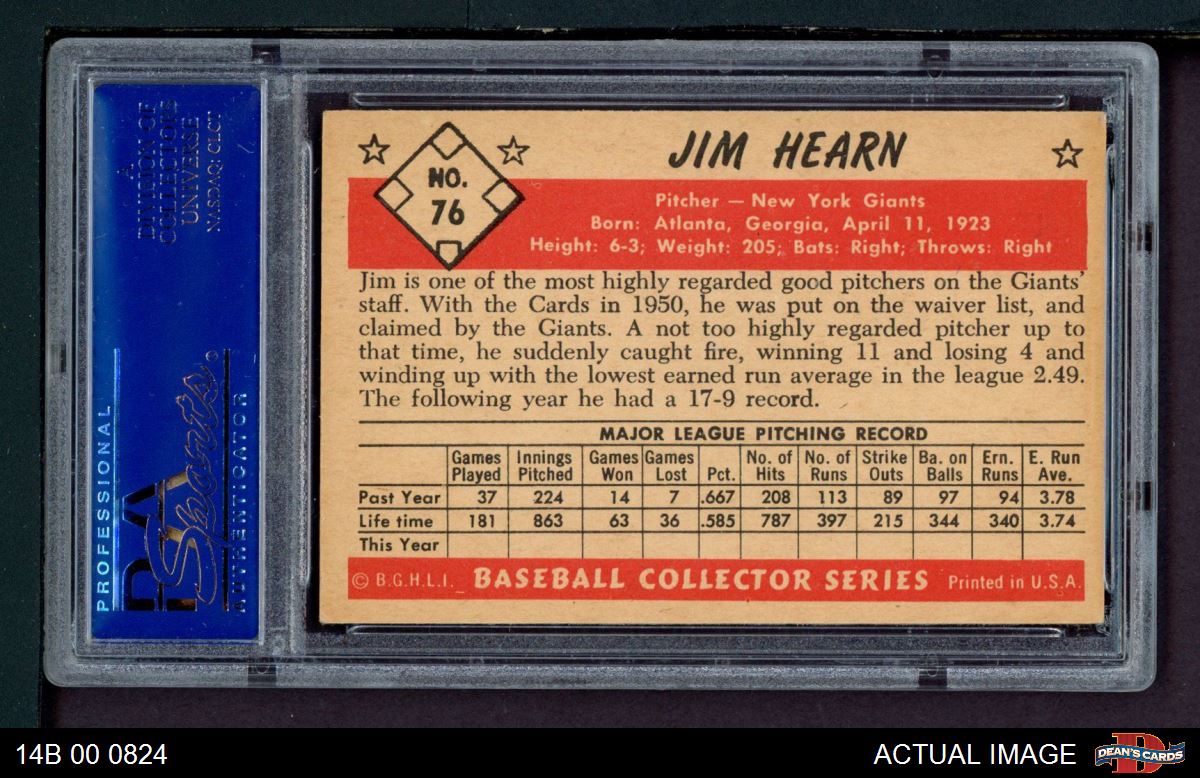 A
DIVISION OF
COLLECTORS
UNIVERSE
NASDAQ: CLCT
PROFESSIONAL
PSA
Sports®
AUTHENTICATOR
NO.
76
JIM HEARN
Pitcher — New York Giants
Born: Atlanta, Georgia, April 11, 1923
Height: 6-3; Weight: 205; Bats: Right; Throws: Right
Jim is one of the most highly regarded good pitchers on the Giants'
staff. With the Cards in 1950, he was put on the waiver list, and
claimed by the Giants. A not too highly regarded pitcher up to
that time, he suddenly caught fire, winning 11 and losing 4 and
winding up with the lowest earned run average in the league 2.49.
The following year he had a 17-9 record.
MAJOR LEAGUE PITCHING RECORD
Games Played Innings Pitched Games Won Games Lost Pct. No. of Hits No. of Runs Strike Outs Ba. on Balls Ern. Runs E. Run Ave.
Past Year 37 224 14 7 .667 208 113 89 97 94 3.78
Life time 181 863 63 36 .585 787 397 215 344 340 3.74
This Year
© B.G.H.L.I. BASEBALL COLLECTOR SERIES Printed in U.S.A.
14B 00 0824
ACTUAL IMAGE
D
DEAN'S CARDS